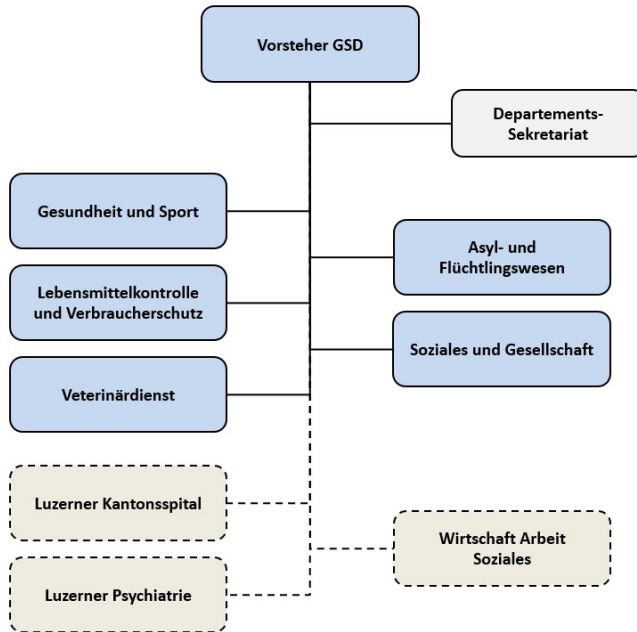 Vorsteher GSD
Departements-
Sekretariat
Gesundheit und Sport
Asyl- und
Flüchtlingswesen
Lebensmittelkontrolle
und Verbraucherschutz
Soziales und Gesellschaft
Veterinärdienst
Luzerner Kantonsspital
Wirtschaft Arbeit
Soziales
Luzerner Psychiatrie